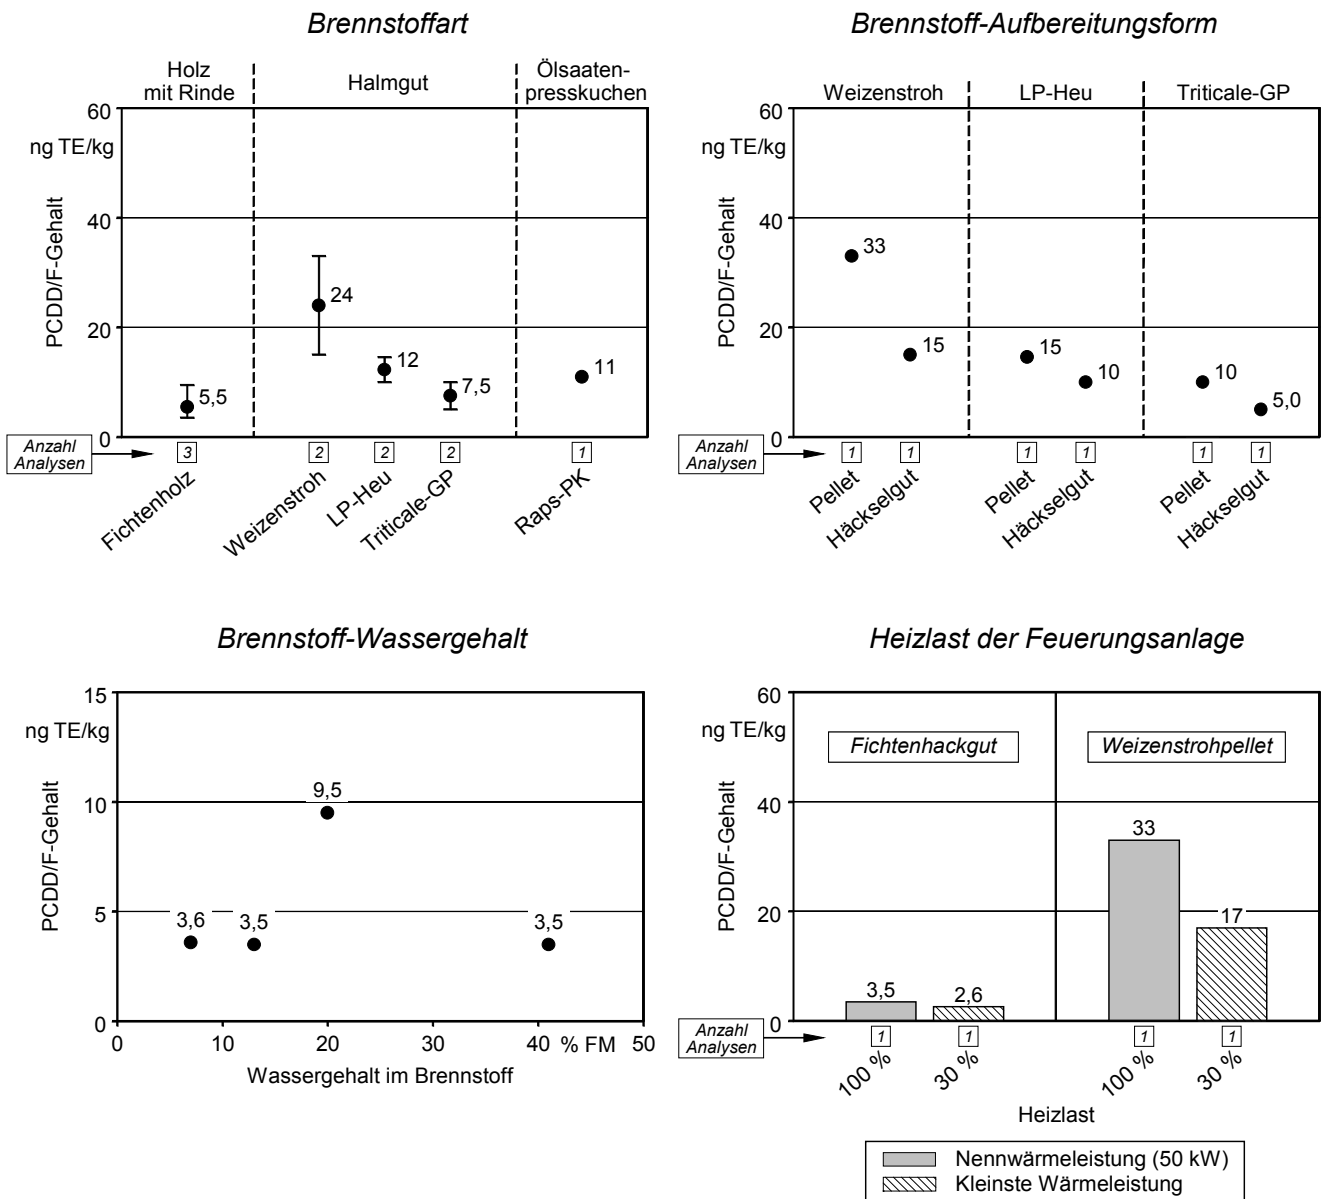 Brennstoffart
Holz
mit Rinde
Halmgut
Ölsaaten-
presskuchen
60
ng TE/kg
40
20
0
PCDD/F-Gehalt
5,5
24
12
7,5
11
Anzahl
Analysen
3
2
2
2
1
Fichtenholz
Weizenstroh
LP-Heu
Triticale-GP
Raps-PK
Brennstoff-Aufbereitungsform
Weizenstroh
LP-Heu
Triticale-GP
60
ng TE/kg
40
20
0
PCDD/F-Gehalt
33
15
15
10
10
5,0
Anzahl
Analysen
1
1
1
1
1
1
Pellet
Häckselgut
Pellet
Häckselgut
Pellet
Häckselgut
Brennstoff-Wassergehalt
15
ng TE/kg
10
5
0
PCDD/F-Gehalt
3,6
3,5
9,5
3,5
0 10 20 30 40 % FM 50
Wassergehalt im Brennstoff
Heizlast der Feuerungsanlage
60
ng TE/kg
40
20
0
PCDD/F-Gehalt
Fichtenhackgut
Weizenstrohpellet
3,5
2,6
33
17
Anzahl
Analysen
1
1
1
1
100 %
30 %
100 %
30 %
Heizlast
Nennwärmeleistung (50 kW)
Kleinste Wärmeleistung